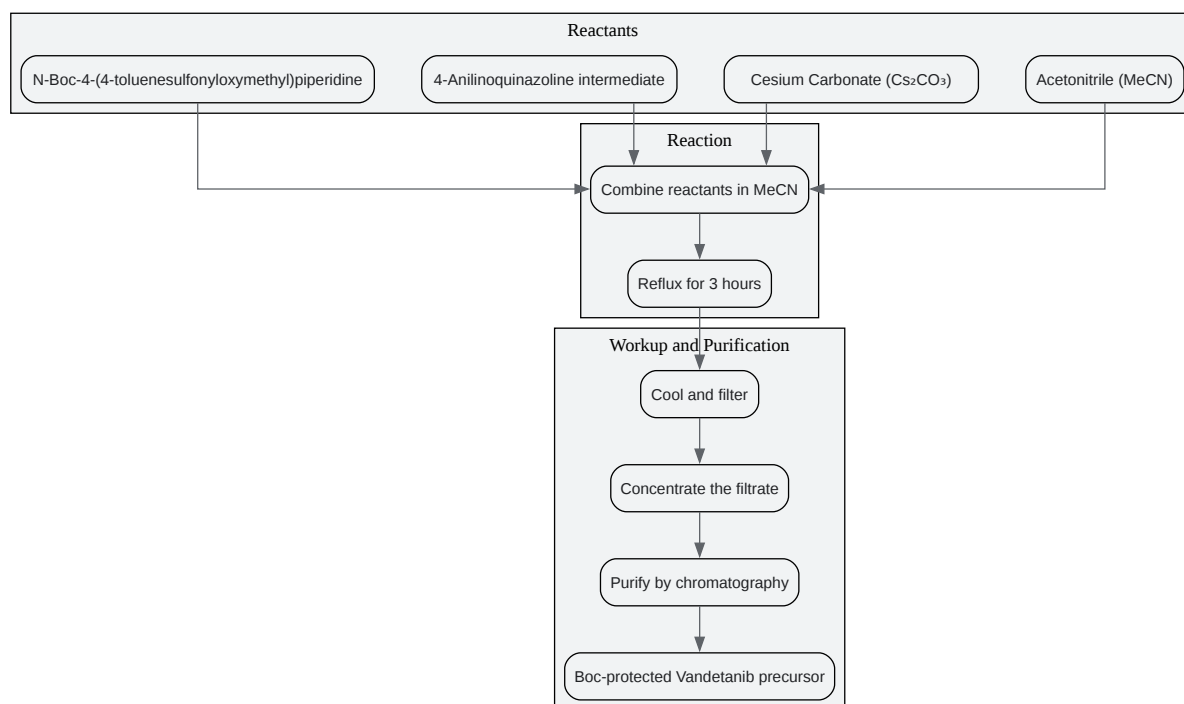 Reactants
N-Boc-4-(4-toluenesulfonyloxymethyl)piperidine
4-Anilinoquinazoline intermediate
Cesium Carbonate (Cs₂CO₃)
Acetonitrile (MeCN)
Reaction
Combine reactants in MeCN
Reflux for 3 hours
Workup and Purification
Cool and filter
Concentrate the filtrate
Purify by chromatography
Boc-protected Vandetanib precursor